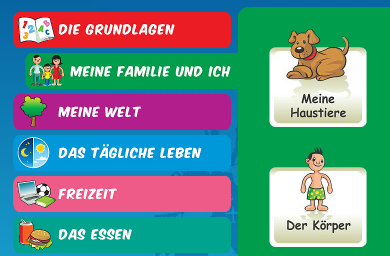 DIE GRUNDLAGEN
MEINE FAMILIE UND ICH
MEINE WELT
DAS TÄGLICHE LEBEN
FREIZEIT
DAS ESSEN
Meine
Haustiere
Der Körper